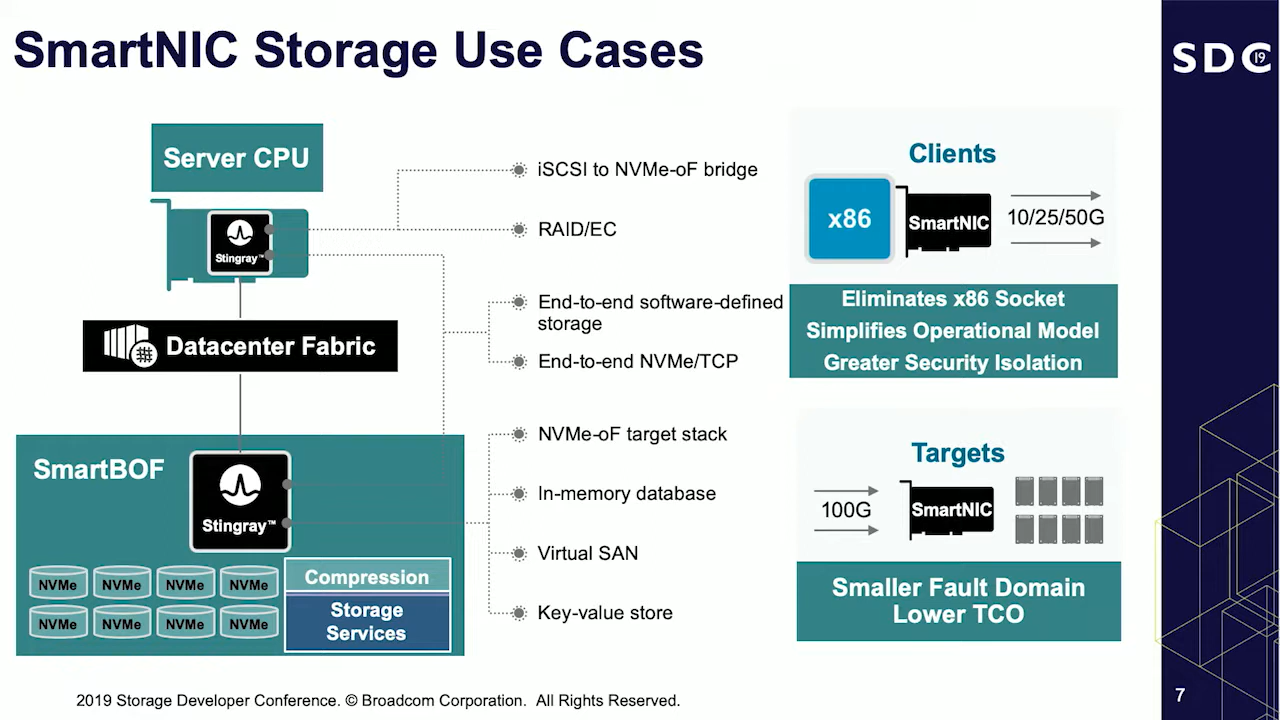 SmartNIC Storage Use Cases
SDC 19
Server CPU
Stingray™
Datacenter Fabric
SmartBOF
Stingray™
NVMe NVMe NVMe NVMe
NVMe NVMe NVMe NVMe
Compression
Storage
Services
iSCSI to NVMe-oF bridge
RAID/EC
End-to-end software-defined
storage
End-to-end NVMe/TCP
NVMe-oF target stack
In-memory database
Virtual SAN
Key-value store
Clients
x86
SmartNIC
10/25/50G
Eliminates x86 Socket
Simplifies Operational Model
Greater Security Isolation
Targets
100G
SmartNIC
Smaller Fault Domain
Lower TCO
2019 Storage Developer Conference. © Broadcom Corporation. All Rights Reserved.
7